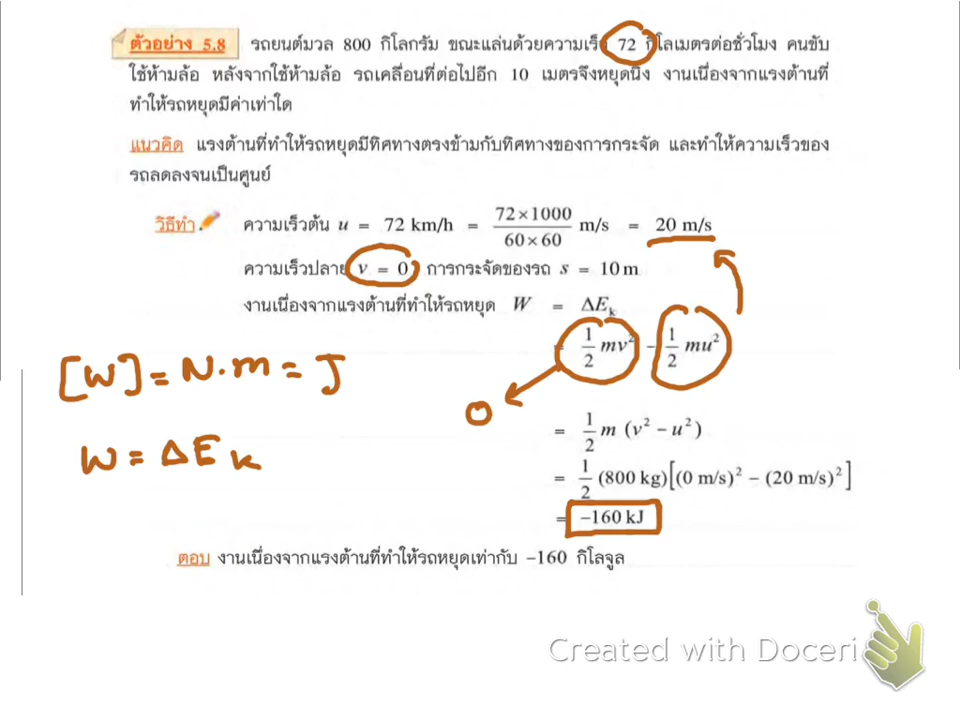 ตัวอย่าง 5.8 รถยนต์มวล 800 กิโลกรัม ขณะแล่นด้วยความเร็ว 72 กิโลเมตรต่อชั่วโมง คนขับ
ใช้ห้ามล้อ หลังจากใช้ห้ามล้อ รถเคลื่อนที่ต่อไปอีก 10 เมตรจึงหยุดนิ่ง งานเนื่องจากแรงต้านที่
ทำให้รถหยุดมีค่าเท่าใด
แนวคิด แรงต้านที่ทำให้รถหยุดมีทิศทางตรงข้ามกับทิศทางของการกระจัด และทำให้ความเร็วของ
รถลดลงจนเป็นศูนย์
วิธีทำ ความเร็วต้น u = 72 km/h = 72×1000/60×60 m/s = 20 m/s
ความเร็วปลาย v = 0 การกระจัดของรถ s = 10 m
งานเนื่องจากแรงต้านที่ทำให้รถหยุด W = ΔEₖ
= 1/2 mv² − 1/2 mu²
[W] = N·m = J
0
= 1/2 m (v² − u²)
W = ΔEk
= 1/2 (800 kg)[(0 m/s)² − (20 m/s)²]
= −160 kJ
ตอบ งานเนื่องจากแรงต้านที่ทำให้รถหยุดเท่ากับ −160 กิโลจูล
Created with Doceri